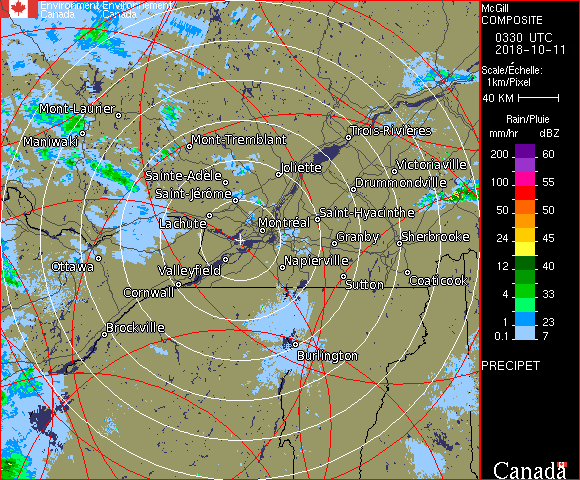 Environment Environnement
Canada Canada
Mont-Laurier
Maniwaki
Mont-Tremblant
Trois-Rivières
Sainte-Adèle
Joliette
Victoriaville
Saint-Jérôme
Drummondville
Lachute
Montréal
Saint-Hyacinthe
Granby
Sherbrooke
Ottawa
Valleyfield
Napierville
Cornwall
Sutton
Coaticook
Brockville
Burlington
McGill
COMPOSITE
0330 UTC
2018-10-11
Scale/Échelle:
1km/Pixel
40 KM
Rain/Pluie
mm/hr dBZ
200 60
100 55
50 50
24 45
12 40
4 33
1 23
0.1 7
PRECIPET
Canada